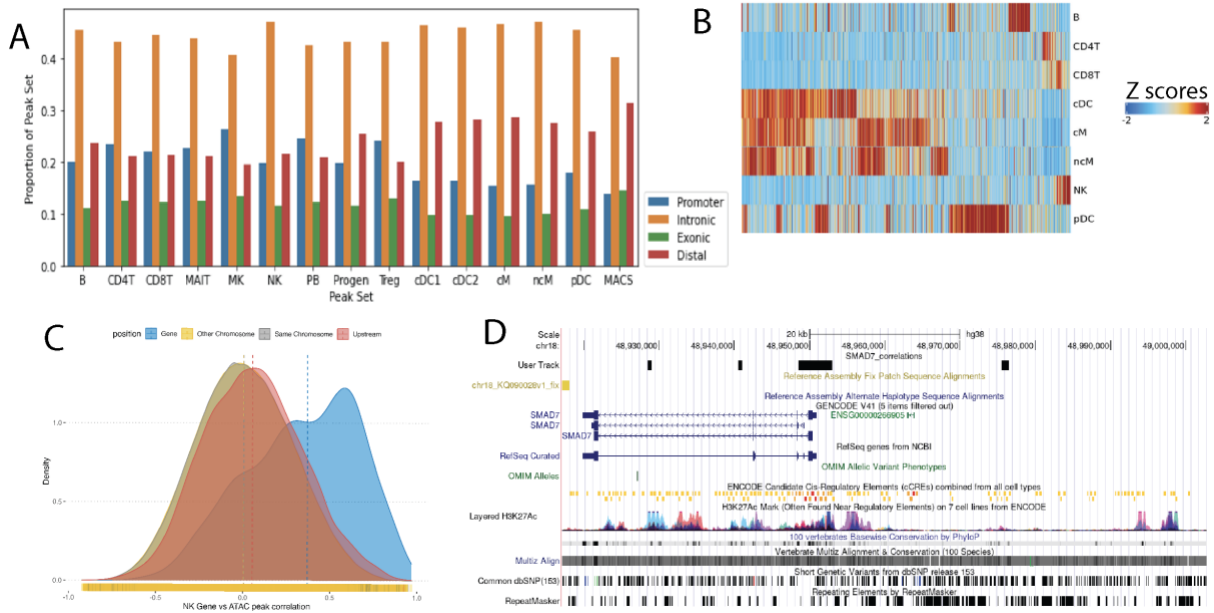 A
Proportion of Peak Set
0.4
0.3
0.2
0.1
0.0
B CD4T CD8T MAIT MK NK PB Progen Treg cDC1 cDC2 cM ncM pDC MACS
Peak Set
Promoter
Intronic
Exonic
Distal
B
B
CD4T
CD8T
cDC
cM
ncM
NK
pDC
Z scores
-2 2
C
position Gene Other Chromosome Same Chromosome Upstream
Density
1.0
0.5
0.0
-1.0 -0.5 0.0 0.5 1.0
NK Gene vs ATAC peak correlation
D
Scale 20 kb hg38
chr18: 48,930,000 48,940,000 48,950,000 48,960,000 48,970,000 48,980,000 48,990,000 49,000,000
SMAD7_correlations
User Track
Reference Assembly Fix Patch Sequence Alignments
chr18_KQ090028v1_fix
Reference Assembly Alternate Haplotype Sequence Alignments
GENCODE V41 (5 items filtered out)
SMAD7 ENSG00000266905
SMAD7
SMAD7
RefSeq genes from NCBI
RefSeq Curated
OMIM Allelic Variant Phenotypes
OMIM Alleles
ENCODE Candidate Cis-Regulatory Elements (cCREs) combined from all cell types
H3K27Ac Mark (Often Found Near Regulatory Elements) on 7 cell lines from ENCODE
Layered H3K27Ac
100 vertebrates Basewise Conservation by PhyloP
Vertebrate Multiz Alignment & Conservation (100 Species)
Multiz Align
Short Genetic Variants from dbSNP release 153
Common dbSNP(153)
Repeating Elements by RepeatMasker
RepeatMasker